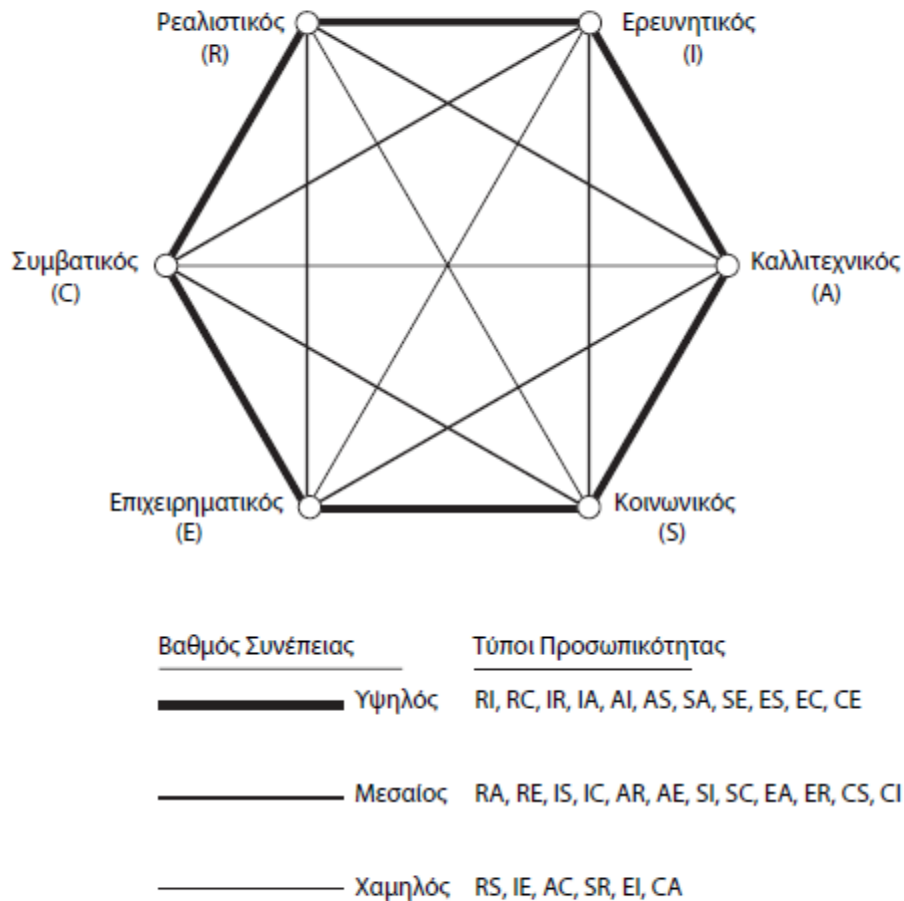 Ρεαλιστικός
(R)
Ερευνητικός
(I)
Συμβατικός
(C)
Καλλιτεχνικός
(A)
Επιχειρηματικός
(E)
Κοινωνικός
(S)
Βαθμός Συνέπειας Τύποι Προσωπικότητας
Υψηλός RI, RC, IR, IA, AI, AS, SA, SE, ES, EC, CE
Μεσαίος RA, RE, IS, IC, AR, AE, SI, SC, EA, ER, CS, CI
Χαμηλός RS, IE, AC, SR, EI, CA